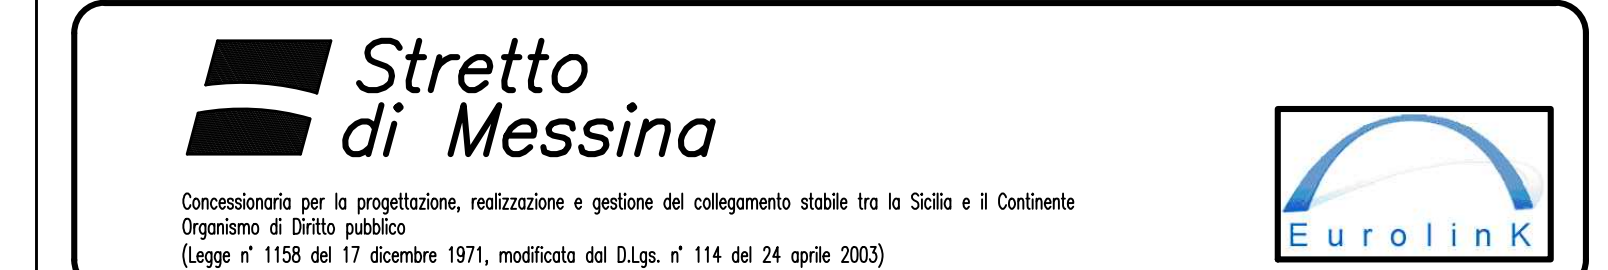 Stretto
di Messina
Concessionaria per la progettazione, realizzazione e gestione del collegamento stabile tra la Sicilia e il Continente
Organismo di Diritto pubblico
(Legge n° 1158 del 17 dicembre 1971, modificata dal D.Lgs. n° 114 del 24 aprile 2003)
EurolinK